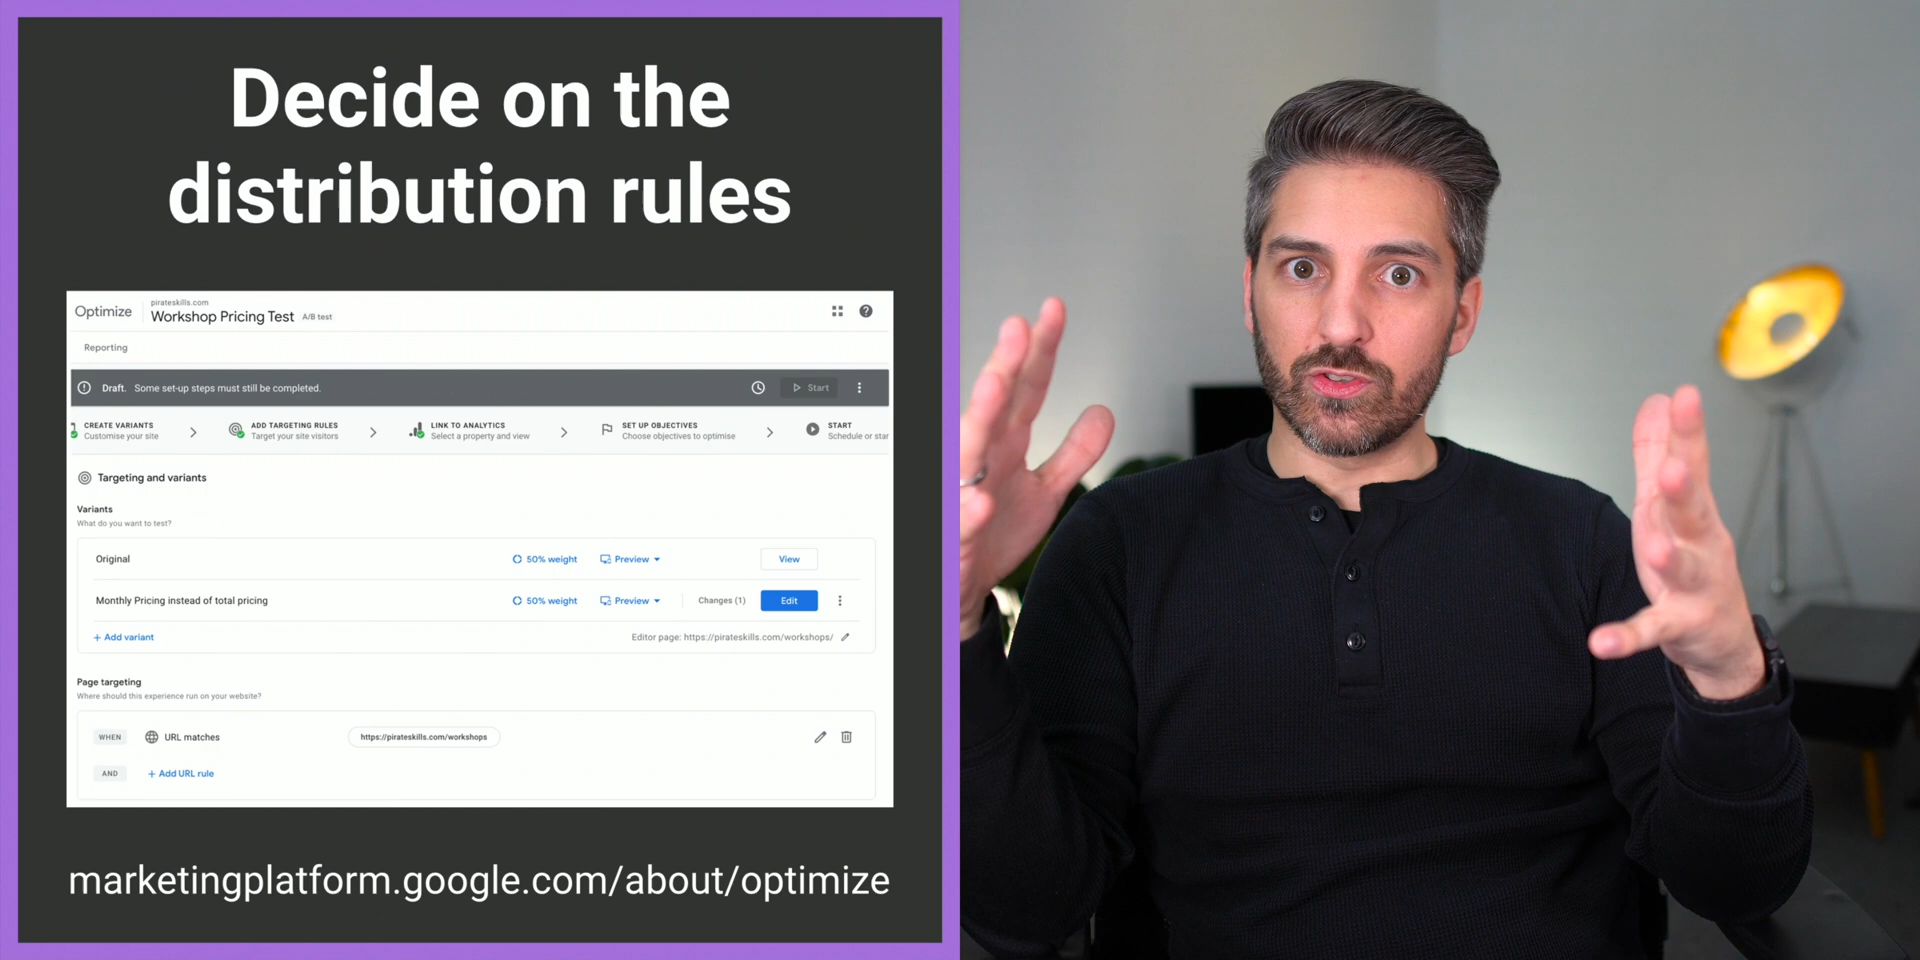 Decide on the
distribution rules
Optimize
pirateskills.com
Workshop Pricing Test A/B test
Reporting
Draft. Some set-up steps must still be completed.
Start
CREATE VARIANTS
Customise your site
ADD TARGETING RULES
Target your site visitors
LINK TO ANALYTICS
Select a property and view
SET UP OBJECTIVES
Choose objectives to optimise
START
Schedule or star
Targeting and variants
Variants
What do you want to test?
Original 50% weight Preview View
Monthly Pricing instead of total pricing 50% weight Preview Changes (1) Edit
+ Add variant Editor page: https://pirateskills.com/workshops/
Page targeting
Where should this experience run on your website?
WHEN URL matches https://pirateskills.com/workshops
AND + Add URL rule
marketingplatform.google.com/about/optimize